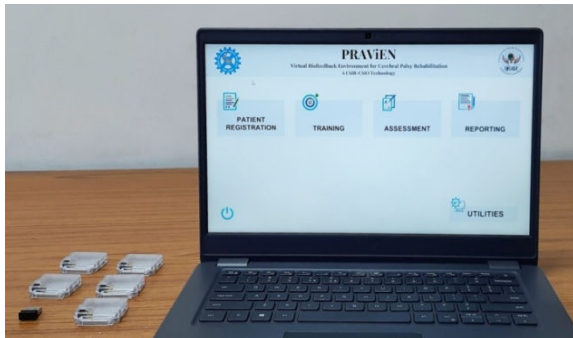 PRAViEN
Virtual Biofeedback Environment for Cerebral Palsy Rehabilitation
A CSIR-CSIO Technology
PATIENT
REGISTRATION
TRAINING
ASSESSMENT
REPORTING
UTILITIES